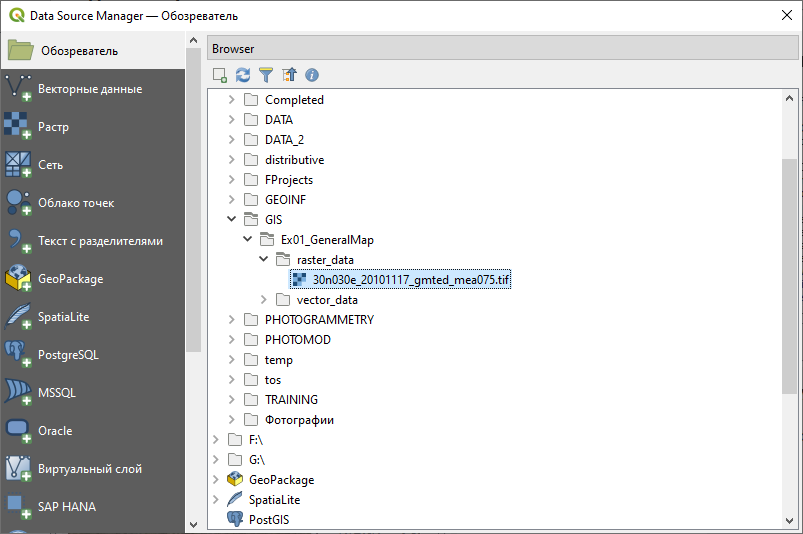 Data Source Manager — Обозреватель
Обозреватель
Векторные данные
Растр
Сеть
Облако точек
Текст с разделителями
GeoPackage
SpatiaLite
PostgreSQL
MSSQL
Oracle
Виртуальный слой
SAP HANA
Browser
Completed
DATA
DATA_2
distributive
FProjects
GEOINF
GIS
Ex01_GeneralMap
raster_data
30n030e_20101117_gmted_mea075.tif
vector_data
PHOTOGRAMMETRY
PHOTOMOD
temp
tos
TRAINING
Фотографии
F:\
G:\
GeoPackage
SpatiaLite
PostGIS